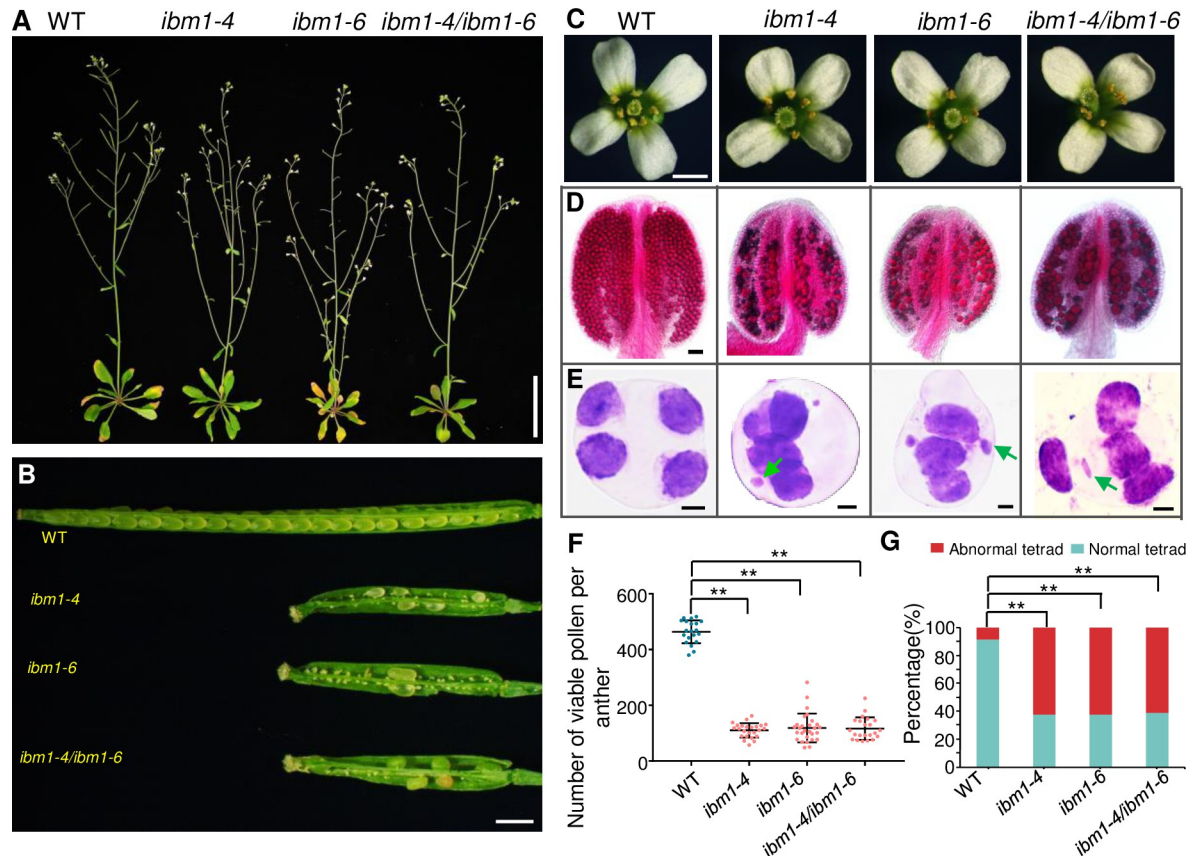 A WT ibm1-4 ibm1-6 ibm1-4/ibm1-6
B
WT
ibm1-4
ibm1-6
ibm1-4/ibm1-6
C WT ibm1-4 ibm1-6 ibm1-4/ibm1-6
D
E
F
Number of viable pollen per
anther
600
400
200
0
** ** **
WT ibm1-4 ibm1-6 ibm1-4/ibm1-6
G
Abnormal tetrad Normal tetrad
Percentage(%)
100
80
60
40
20
0
** ** **
WT ibm1-4 ibm1-6 ibm1-4/ibm1-6